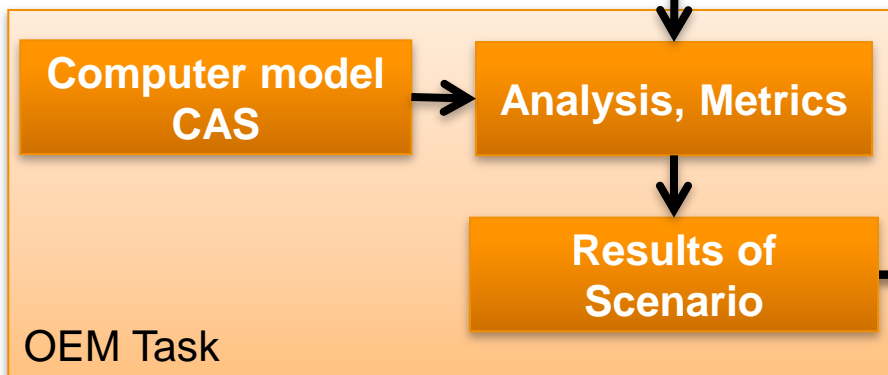 Computer model
CAS
Analysis, Metrics
Results of
Scenario
OEM Task